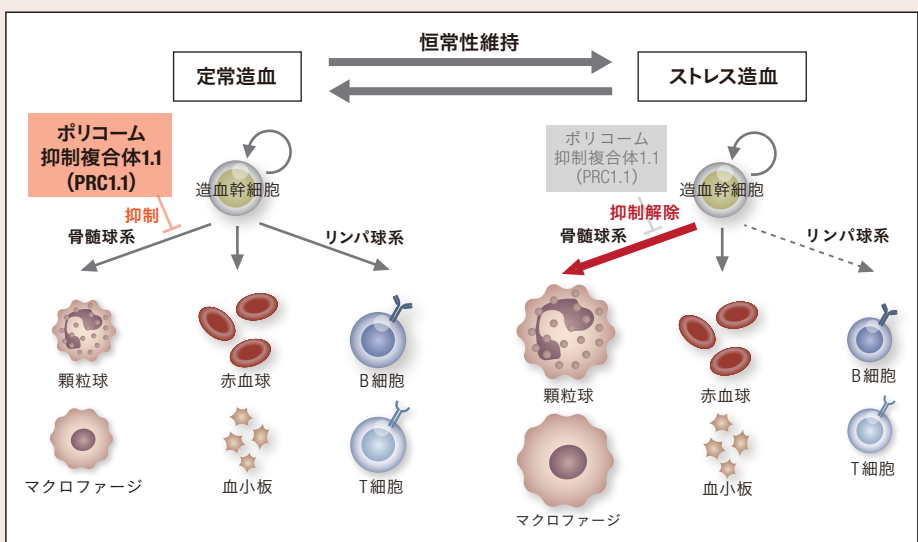 恒常性維持
定常造血
ストレス造血
ポリコーム
抑制複合体1.1
(PRC1.1)
造血幹細胞
抑制
骨髄球系
リンパ球系
顆粒球
赤血球
B細胞
マクロファージ
血小板
T細胞
ポリコーム
抑制複合体1.1
(PRC1.1)
造血幹細胞
抑制解除
骨髄球系
リンパ球系
顆粒球
赤血球
B細胞
マクロファージ
血小板
T細胞